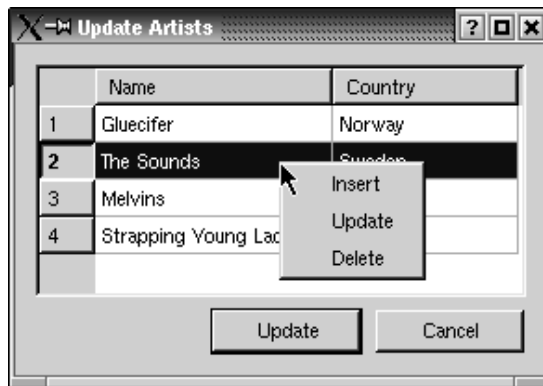 Update Artists
Name Country
1 Gluecifer Norway
2 The Sounds Sweden
Insert
3 Melvins
Update
4 Strapping Young Lad
Delete
Update Cancel